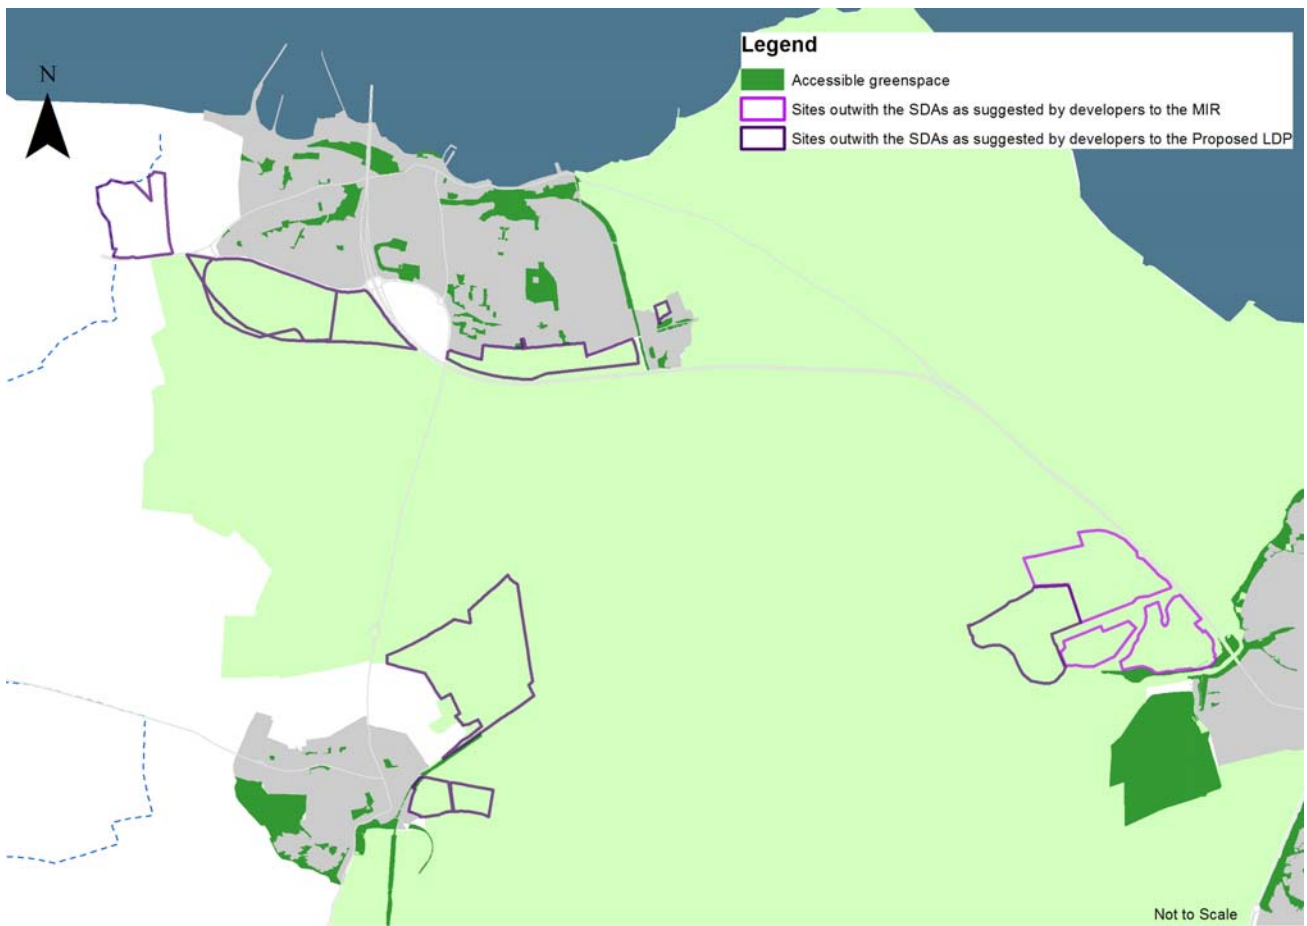 N
Legend
Accessible greenspace
Sites outwith the SDAs as suggested by developers to the MIR
Sites outwith the SDAs as suggested by developers to the Proposed LDP
Not to Scale